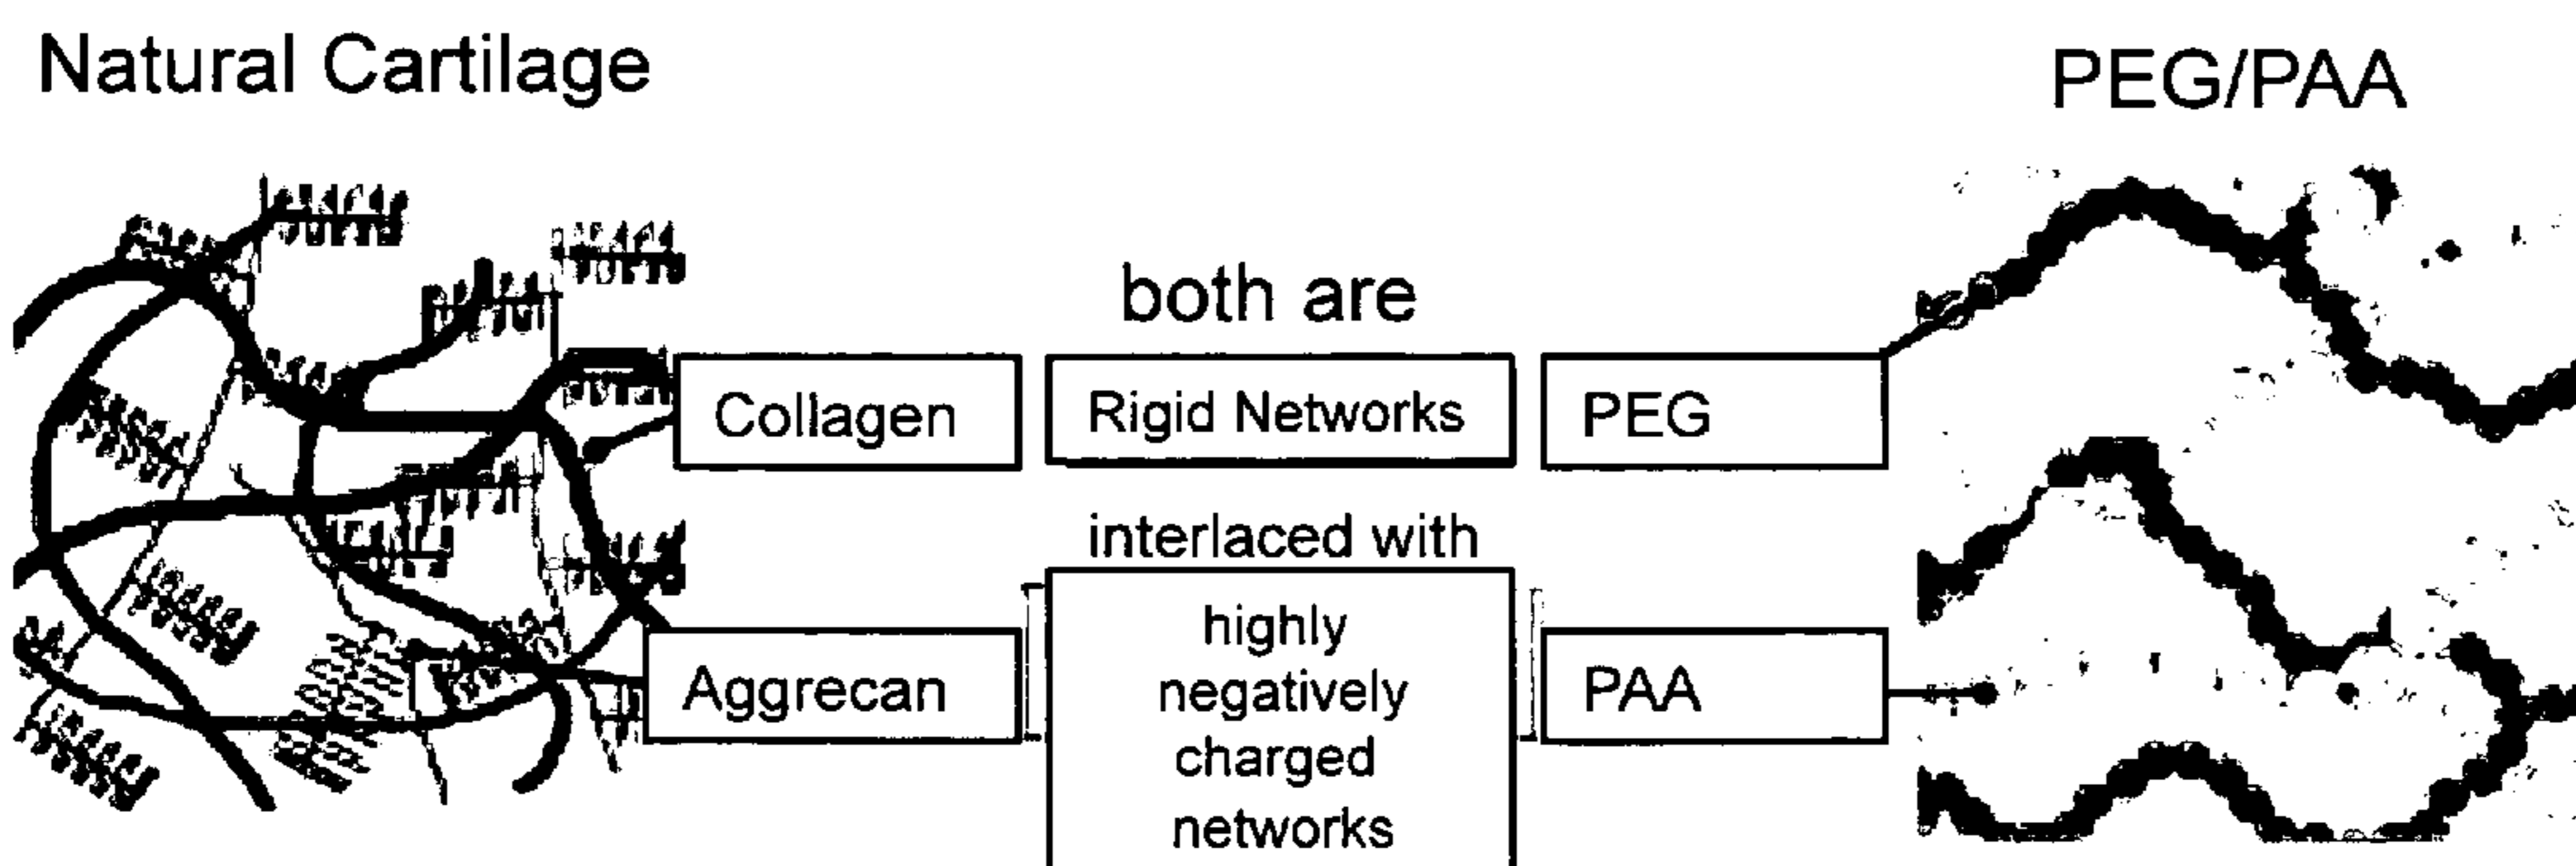 Natural Cartilage
PEG/PAA
both are
Collagen
Rigid Networks
PEG
interlaced with
Aggrecan
highly
negatively
charged
networks
PAA